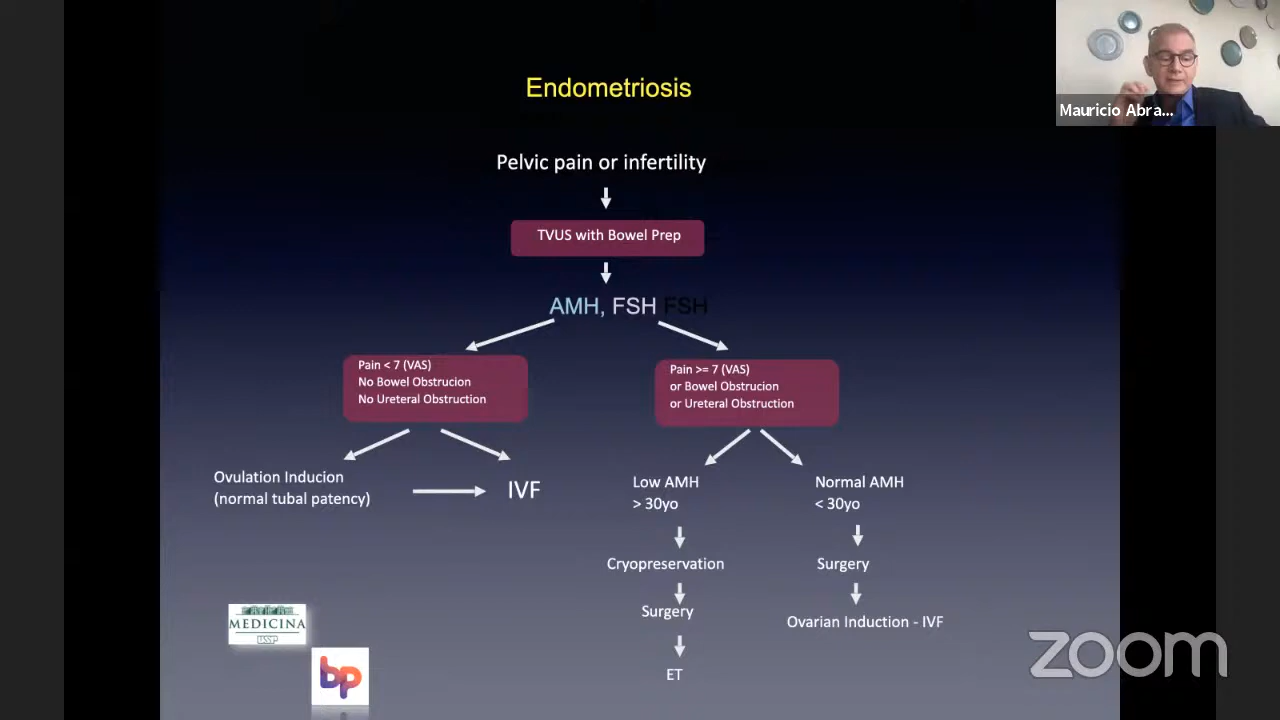 Mauricio Abra...
Endometriosis
Pelvic pain or infertility
TVUS with Bowel Prep
AMH, FSH FSH
Pain < 7 (VAS)
No Bowel Obstrucion
No Ureteral Obstruction
Pain >= 7 (VAS)
or Bowel Obstrucion
or Ureteral Obstruction
Ovulation Inducion
(normal tubal patency)
IVF
Low AMH
> 30yo
Normal AMH
< 30yo
Cryopreservation
Surgery
Surgery
ET
Ovarian Induction - IVF
MEDICINA
USP
bp
zoom